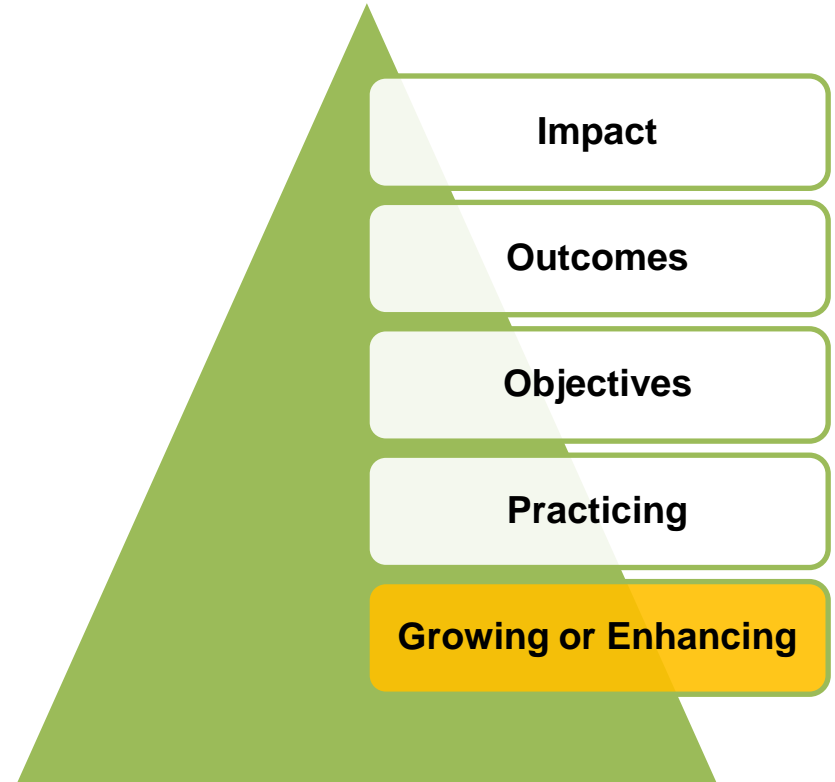 Impact
Outcomes
Objectives
Practicing
Growing or Enhancing